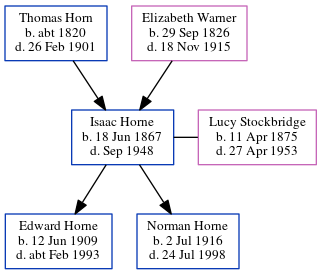 Thomas Horn
b. abt 1820
d. 26 Feb 1901
Elizabeth Warner
b. 29 Sep 1826
d. 18 Nov 1915
Isaac Horne
b. 18 Jun 1867
d. Sep 1948
Lucy Stockbridge
b. 11 Apr 1875
d. 27 Apr 1953
Edward Horne
b. 12 Jun 1909
d. abt Feb 1993
Norman Horne
b. 2 Jul 1916
d. 24 Jul 1998